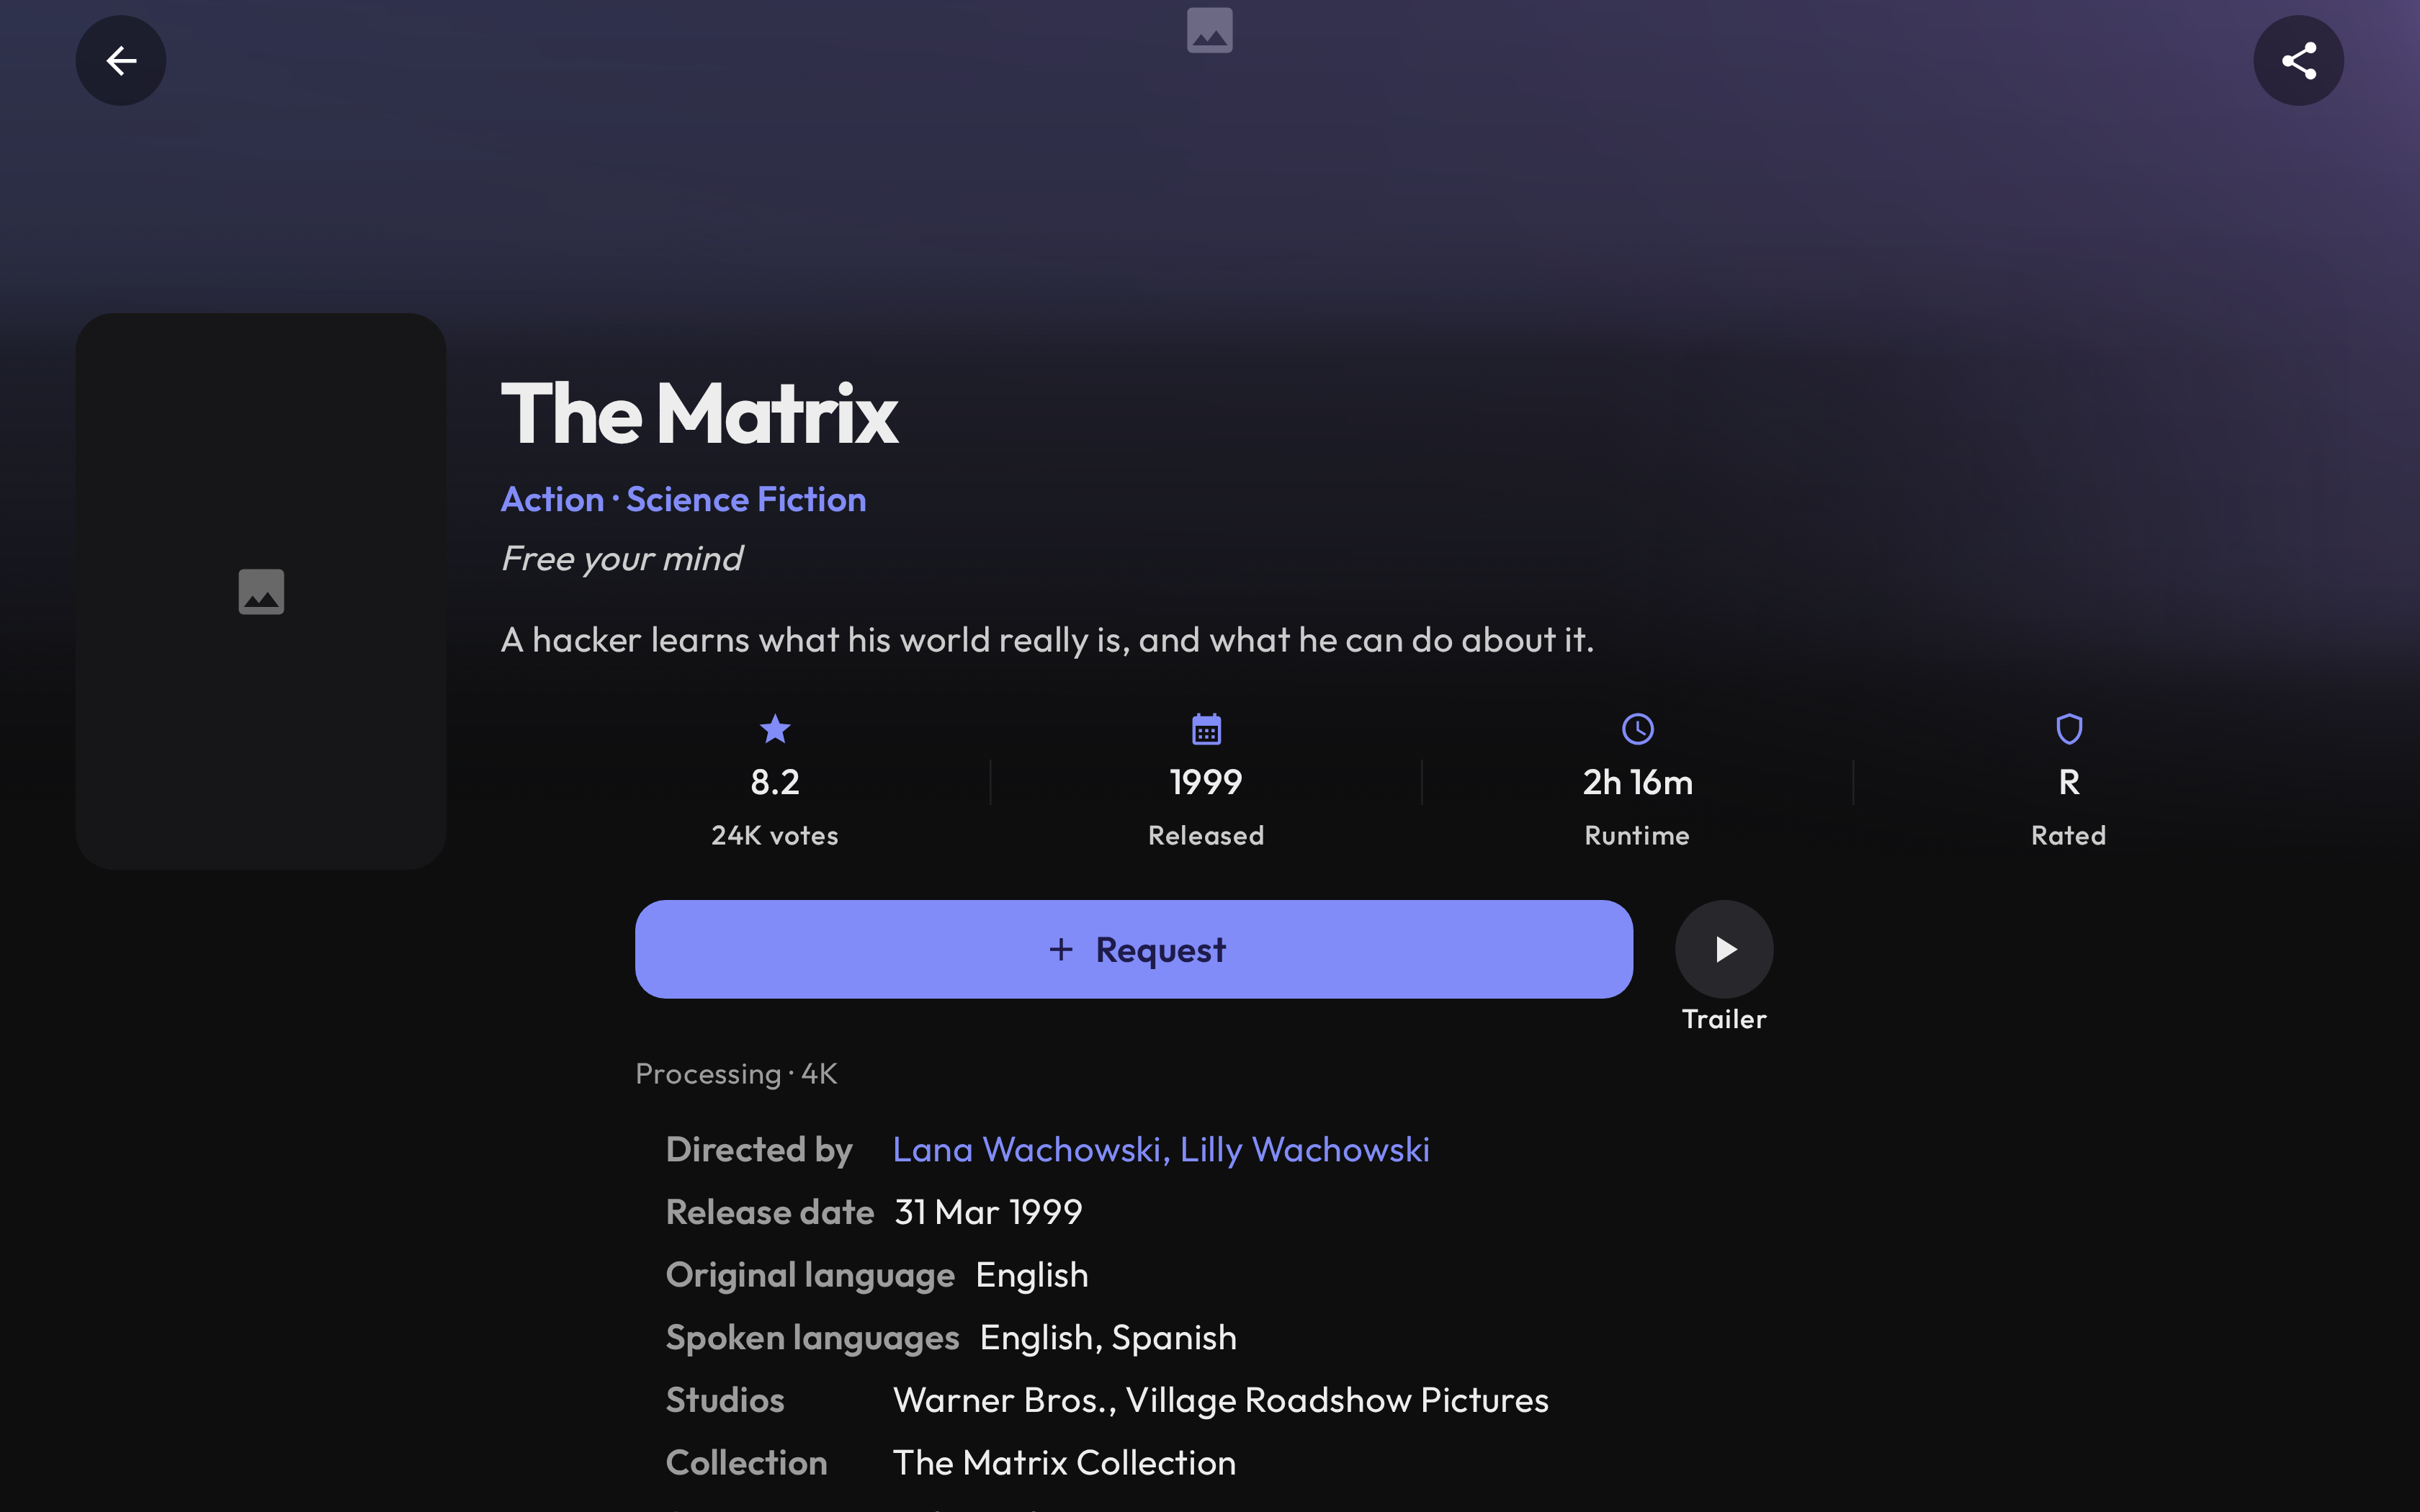 The Matrix
Action · Science Fiction
Free your mind
A hacker learns what his world really is, and what he can do about it.
8.2 1999 2h 16m R
24K votes Released Runtime Rated
+ Request
Trailer
Processing · 4K
Directed by Lana Wachowski, Lilly Wachowski
Release date 31 Mar 1999
Original language English
Spoken languages English, Spanish
Studios Warner Bros., Village Roadshow Pictures
Collection The Matrix Collection